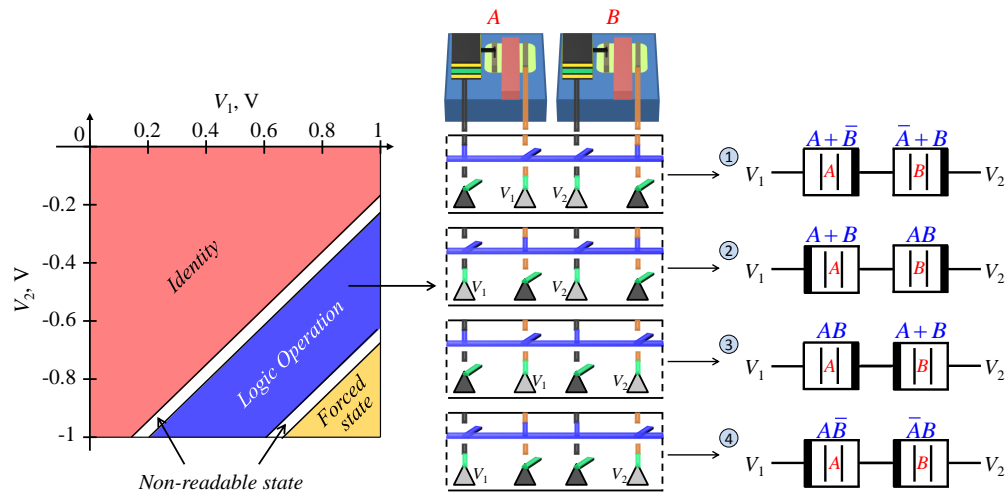 A B
V₁, V
0 0.2 0.4 0.6 0.8 1
V₂, V
-0.2
-0.4
-0.6
-0.8
-1
Identity
Logic Operation
Forced state
Non-readable state
V₁ V₂
1
A + B̅ A̅ + B
V₁ A B V₂
V₁ V₂
2
A + B AB
V₁ A B V₂
V₁ V₂
3
AB A + B
V₁ A B V₂
V₁ V₂
4
AB̅ A̅B
V₁ A B V₂